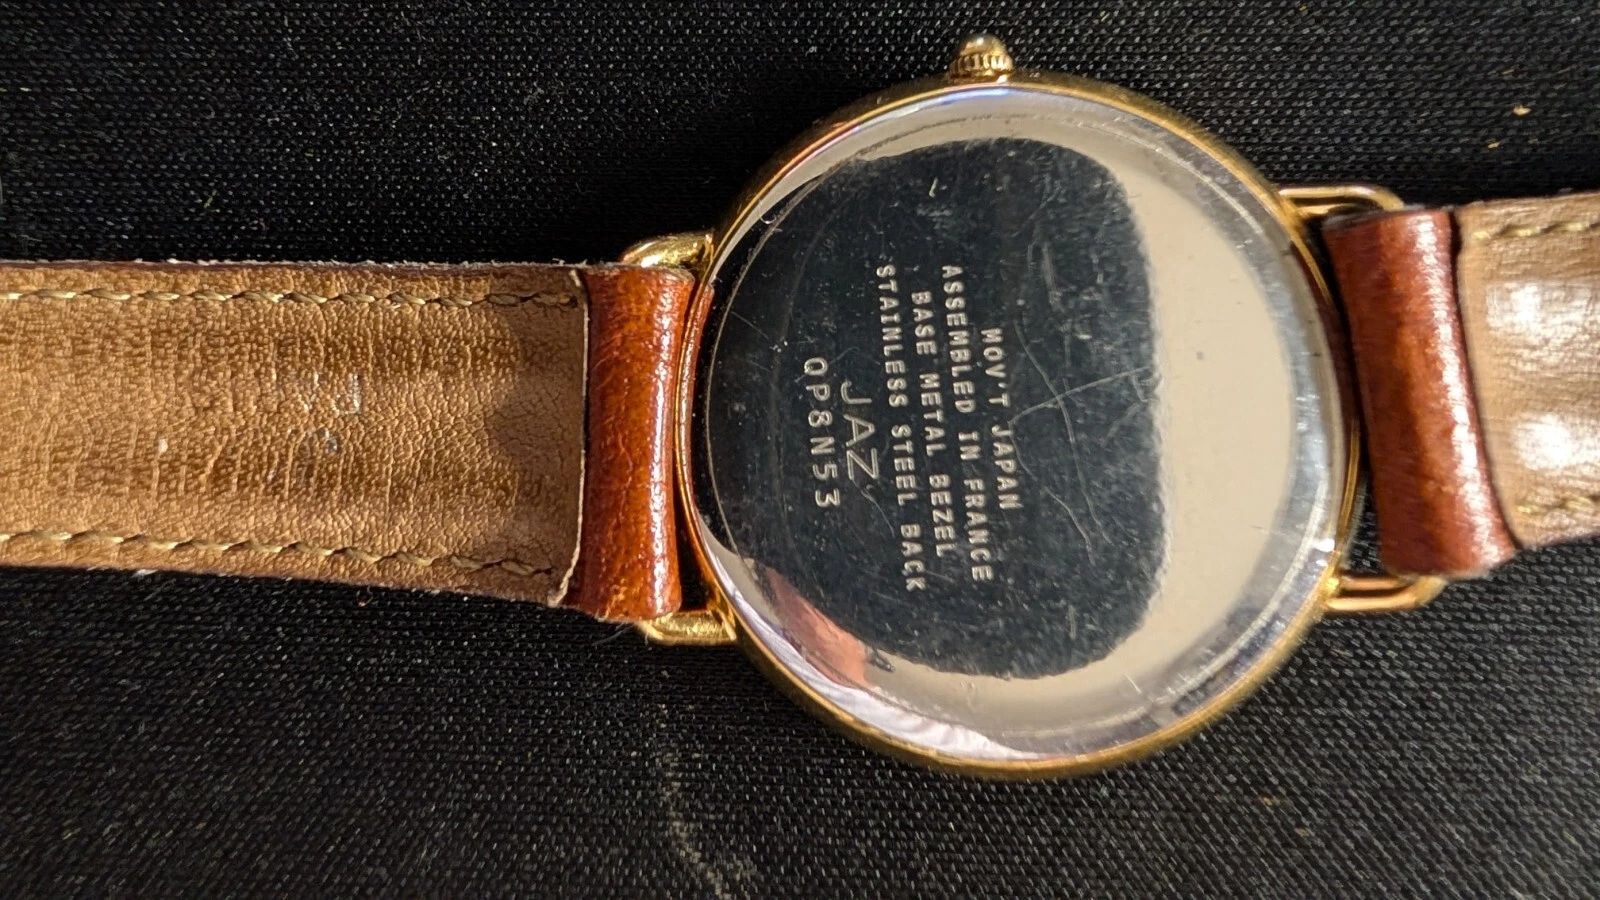 MOV'T JAPAN
ASSEMBLED IN FRANCE
BASE METAL BEZEL
STAINLESS STEEL BACK
JAZ
QP8N53